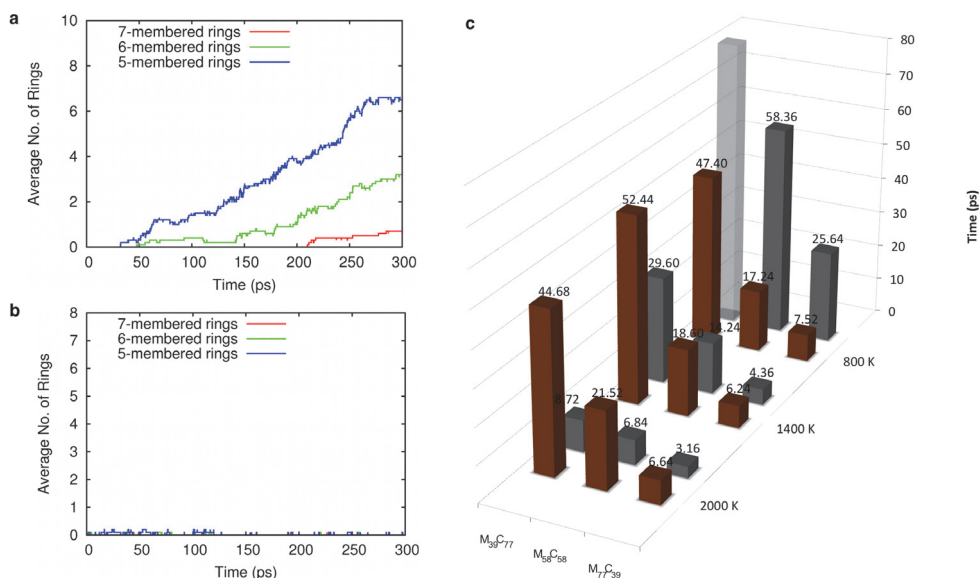 a
10
8
6
4
2
0
Average No. of Rings
7-membered rings
6-membered rings
5-membered rings
0 50 100 150 200 250 300
Time (ps)
b
8
7
6
5
4
3
2
1
0
Average No. of Rings
7-membered rings
6-membered rings
5-membered rings
0 50 100 150 200 250 300
Time (ps)
c
80
70
60
50
40
30
20
10
0
Time (ps)
58.36
47.40
52.44
25.64
29.60
44.68
17.24
14.24
18.60
7.52
8.72
21.52
4.36
6.24
6.84
3.16
6.64
800 K
1400 K
2000 K
M39C77
M58C58
M77C39